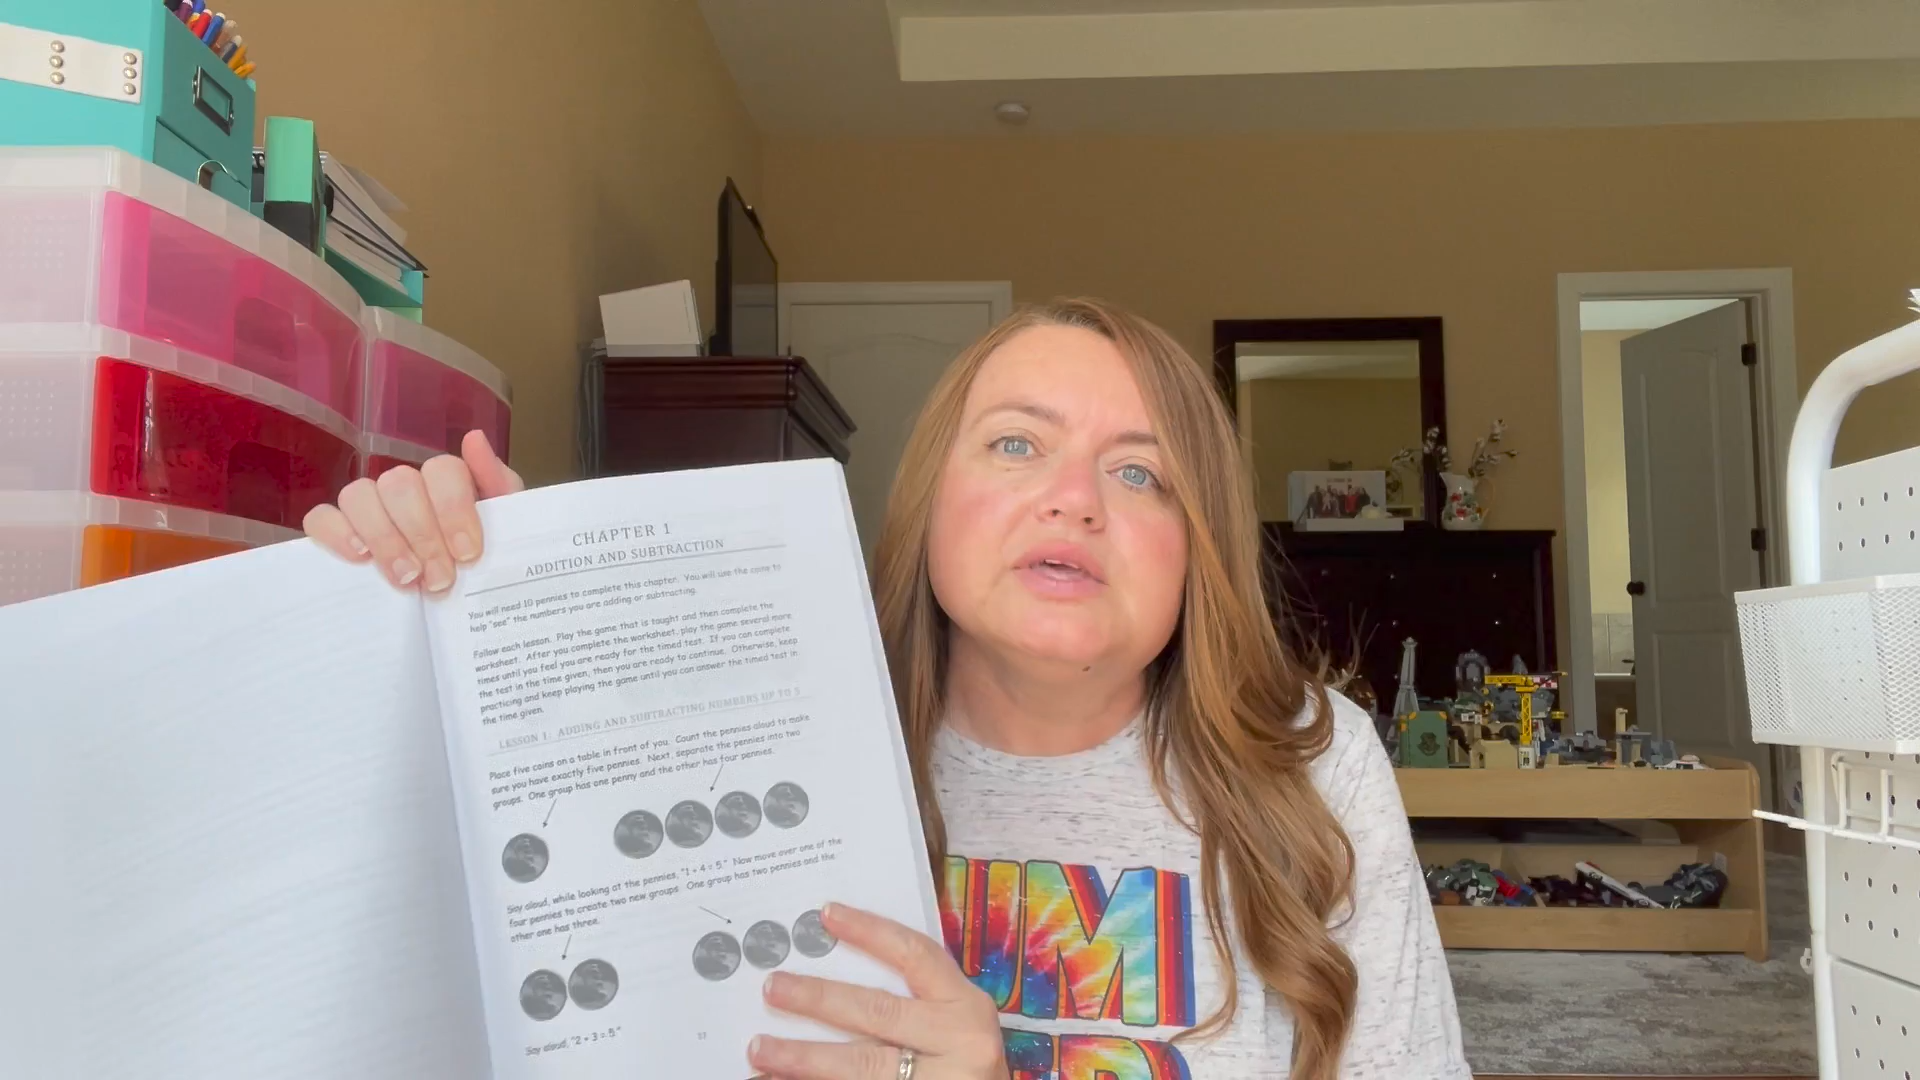 CHAPTER 1
ADDITION AND SUBTRACTION
You will need 10 pennies to complete this chapter. You will use the coins to
help "see" the numbers you are adding or subtracting.
Follow each lesson. Play the game that is taught and then complete the
worksheet. After you complete the worksheet, play the game several more
times until you feel you are ready for the timed test. If you can complete
the test in the time given, then you are ready to continue. Otherwise, keep
practicing and keep playing the game until you can answer the timed test in
the time given.
LESSON 1: ADDING AND SUBTRACTING NUMBERS UP TO 5
Place five coins on a table in front of you. Count the pennies aloud to make
sure you have exactly five pennies. Next, separate the pennies into two
groups. One group has one penny and the other has four pennies.
Say aloud, while looking at the pennies, "1 + 4 = 5." Now move over one of the
four pennies to create two new groups. One group has two pennies and the
other one has three.
Say aloud, "2 + 3 = 5."
UM